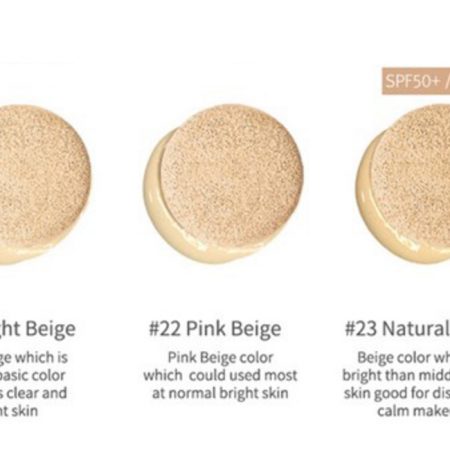 SPF50+ /
ght Beige
ge which is
basic color
s clear and
nt skin
#22 Pink Beige
Pink Beige color
which could used most
at normal bright skin
#23 Natural
Beige color wh
bright than midd
skin good for dis
calm make